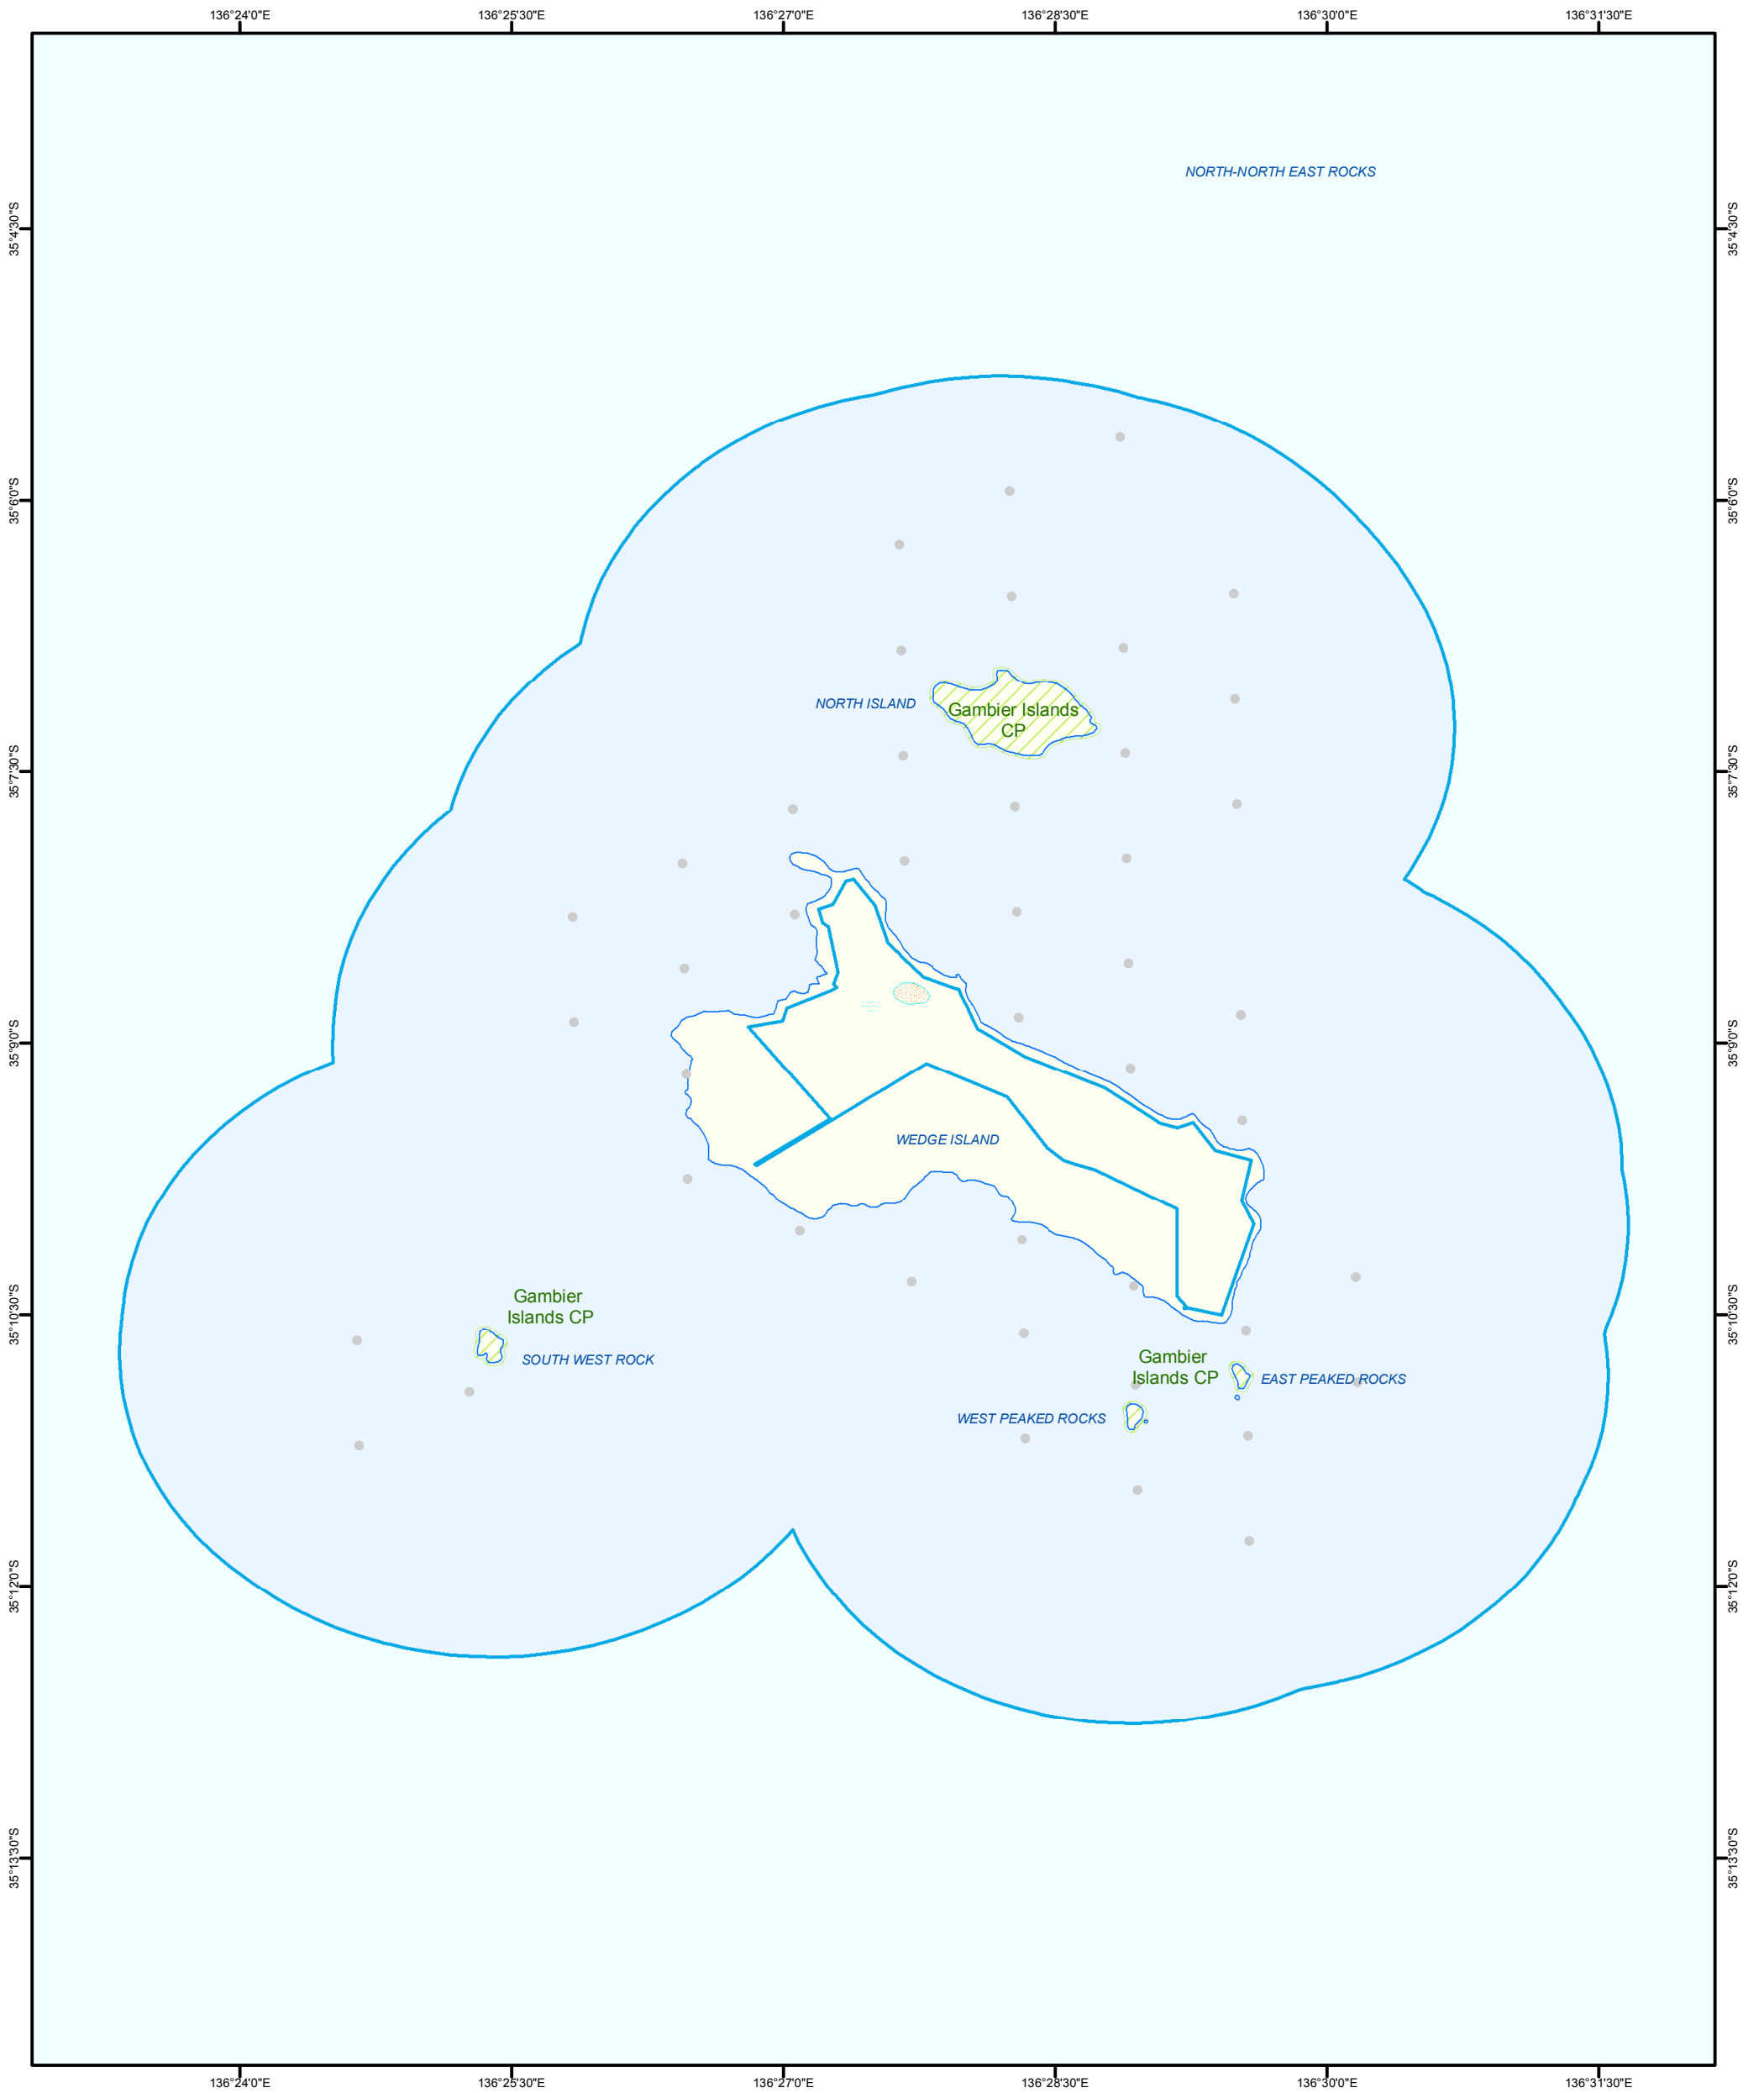 136°24'0"E
136°25'30"E
136°27'0"E
136°28'30"E
136°30'0"E
136°31'30"E
NORTH-NORTH EAST ROCKS
35°4'30"S
35°4'30"S
35°6'0"S
35°6'0"S
NORTH ISLAND
Gambier Islands
CP
35°7'30"S
35°7'30"S
35°9'0"S
35°9'0"S
WEDGE ISLAND
Gambier
Islands CP
35°10'30"S
35°10'30"S
SOUTH WEST ROCK
Gambier
Islands CP
EAST PEAKED ROCKS
WEST PEAKED ROCKS
35°12'0"S
35°12'0"S
35°13'30"S
35°13'30"S
136°24'0"E
136°25'30"E
136°27'0"E
136°28'30"E
136°30'0"E
136°31'30"E